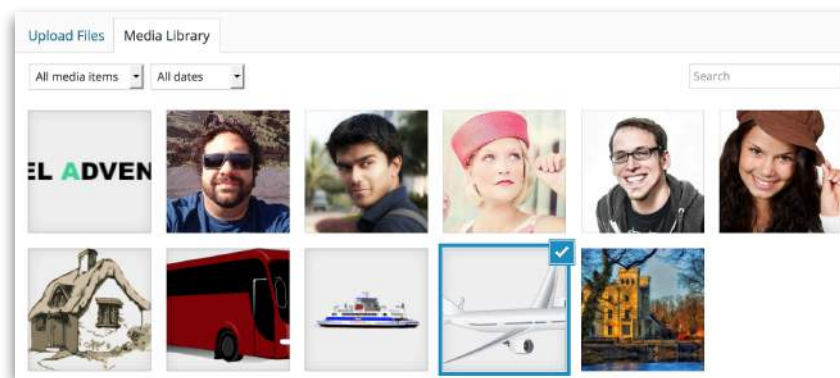 Upload Files Media Library
All media items All dates Search
EL ADVEN